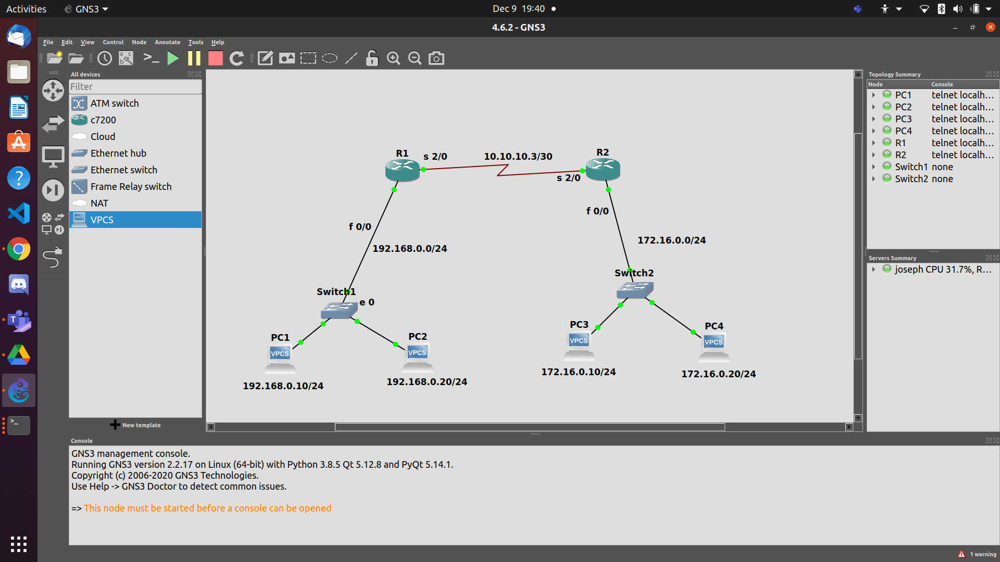 Activities
GNS3
Dec 9 19:40
4.6.2 - GNS3
File Edit View Control Node Annotate Tools Help
All devices
Filter
ATM switch
c7200
Cloud
Ethernet hub
Ethernet switch
Frame Relay switch
NAT
VPCS
New template
R1
s 2/0
10.10.10.3/30
R2
s 2/0
f 0/0
f 0/0
192.168.0.0/24
172.16.0.0/24
Switch1
e 0
Switch2
PC1
VPCS
192.168.0.10/24
PC2
VPCS
192.168.0.20/24
PC3
VPCS
172.16.0.10/24
PC4
VPCS
172.16.0.20/24
Topology Summary
Node Console
PC1 telnet localh...
PC2 telnet localh...
PC3 telnet localh...
PC4 telnet localh...
R1 telnet localh...
R2 telnet localh...
Switch1 none
Switch2 none
Servers Summary
joseph CPU 31.7%, R...
Console
GNS3 management console.
Running GNS3 version 2.2.17 on Linux (64-bit) with Python 3.8.5 Qt 5.12.8 and PyQt 5.14.1.
Copyright (c) 2006-2020 GNS3 Technologies.
Use Help -> GNS3 Doctor to detect common issues.
=> This node must be started before a console can be opened
1 warning